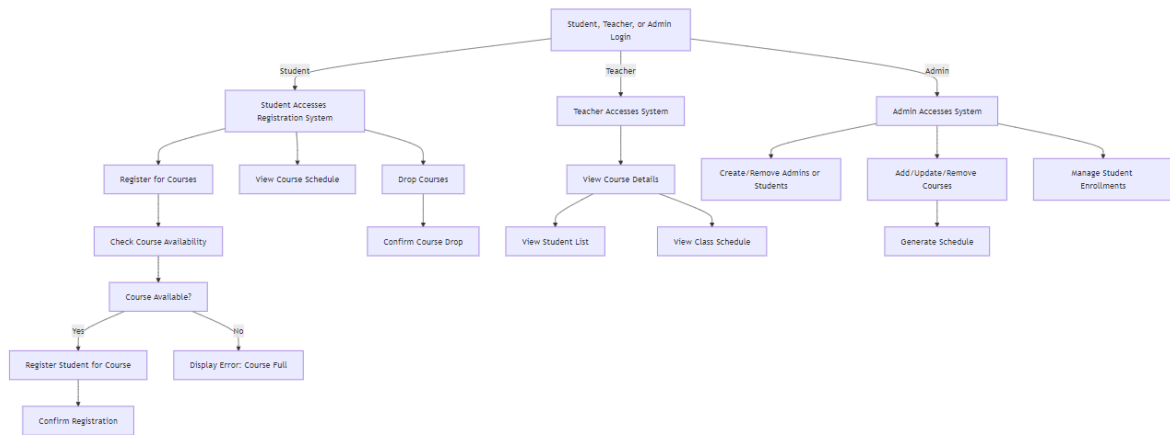 Student, Teacher, or Admin
Login
Student
Teacher
Admin
Student Accesses
Registration System
Teacher Accesses System
Admin Accesses System
Register for Courses
View Course Schedule
Drop Courses
View Course Details
Create/Remove Admins or
Students
Add/Update/Remove
Courses
Manage Student
Enrollments
Check Course Availability
Confirm Course Drop
View Student List
View Class Schedule
Generate Schedule
Course Available?
Yes
No
Register Student for Course
Display Error: Course Full
Confirm Registration